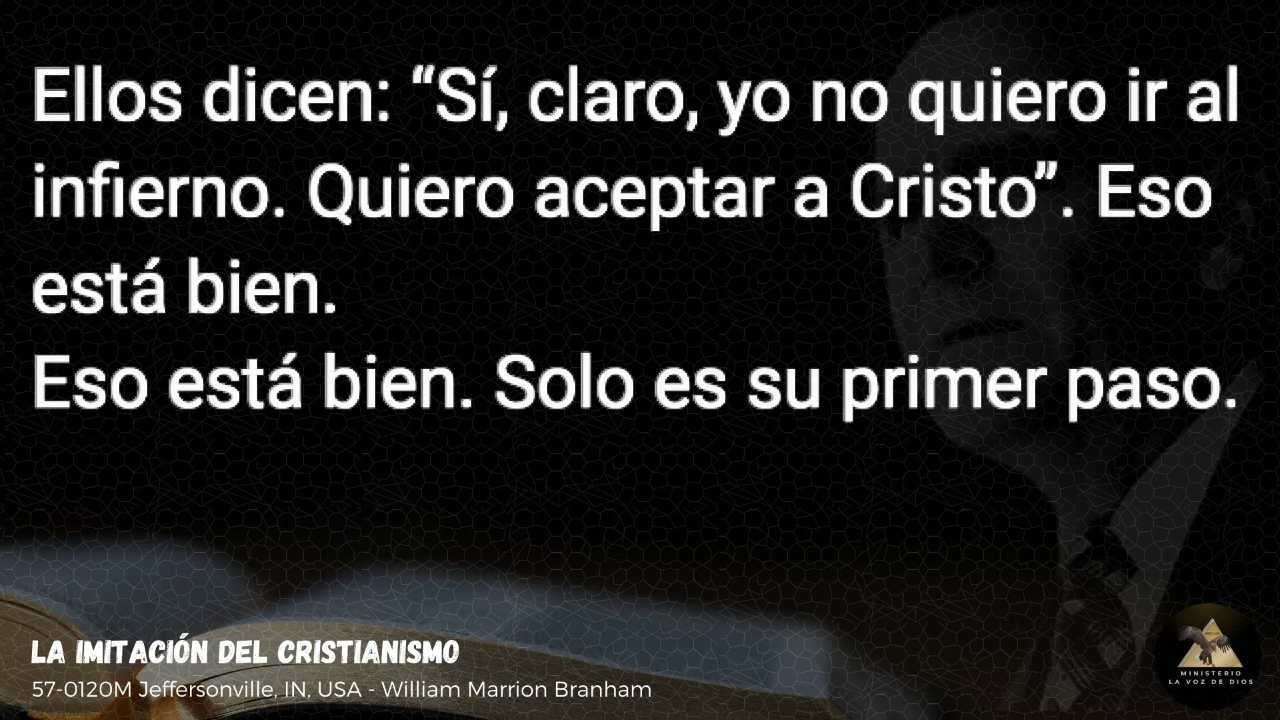 Ellos dicen: “Sí, claro, yo no quiero ir al
infierno. Quiero aceptar a Cristo”. Eso
está bien.
Eso está bien. Solo es su primer paso.
LA IMITACIÓN DEL CRISTIANISMO
57-0120M Jeffersonville, IN, USA - William Marrion Branham
MINISTERIO
LA VOZ DE DIOS